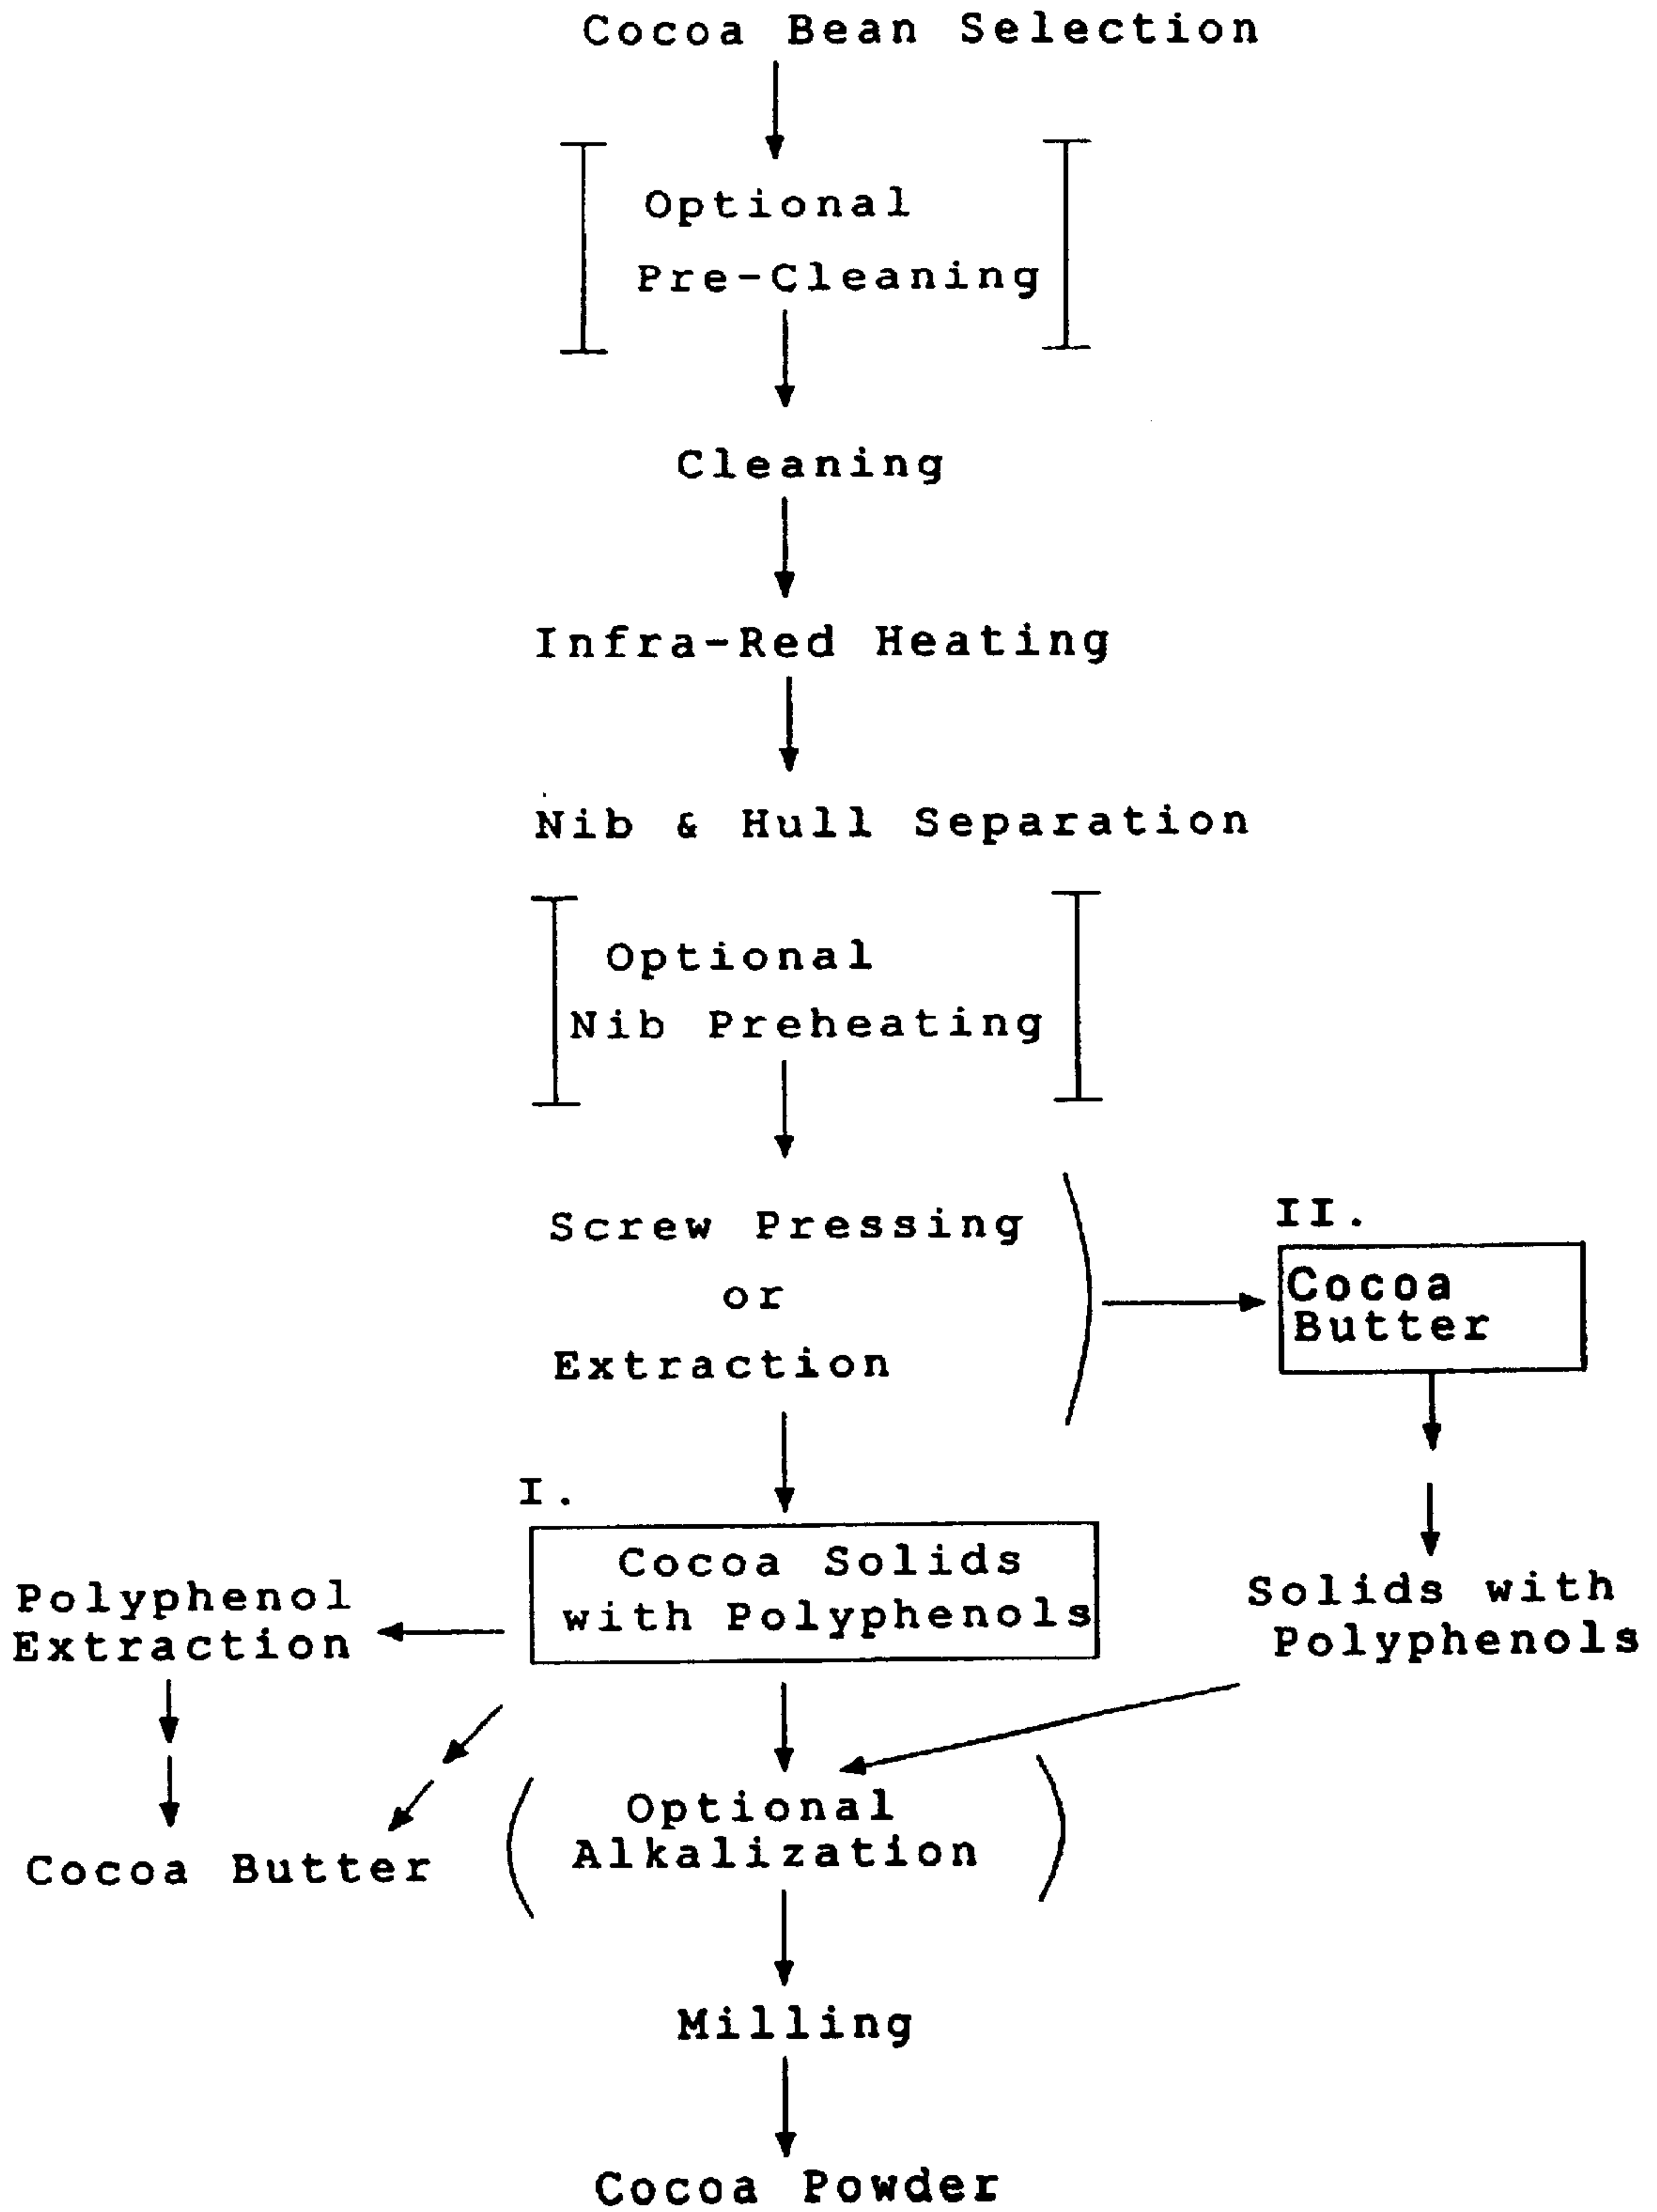 Cocoa Bean Selection
Optional
Pre-Cleaning
Cleaning
Infra-Red Heating
Nib & Hull Separation
Optional
Nib Preheating
Screw Pressing
or
Extraction
II.
Cocoa
Butter
I.
Cocoa Solids
with Polyphenols
Polyphenol
Extraction
Solids with
Polyphenols
Cocoa Butter
Optional
Alkalization
Milling
Cocoa Powder